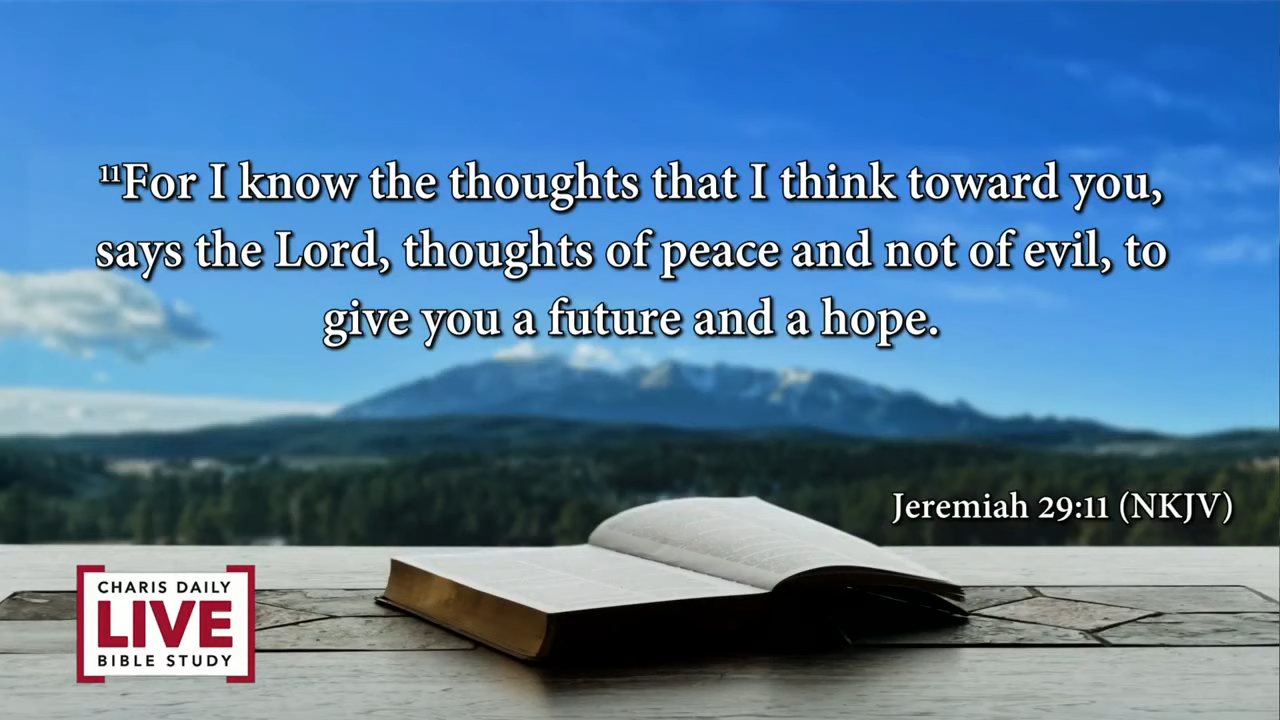 ¹¹For I know the thoughts that I think toward you,
says the Lord, thoughts of peace and not of evil, to
give you a future and a hope.
Jeremiah 29:11 (NKJV)
CHARIS DAILY
LIVE
BIBLE STUDY